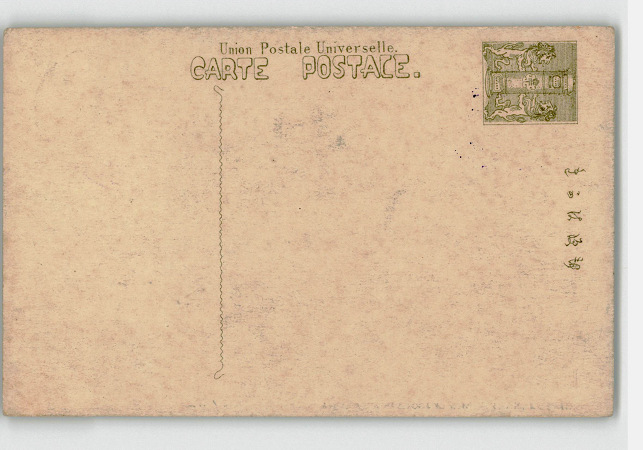 Union Postale Universelle.
CARTE POSTALE.